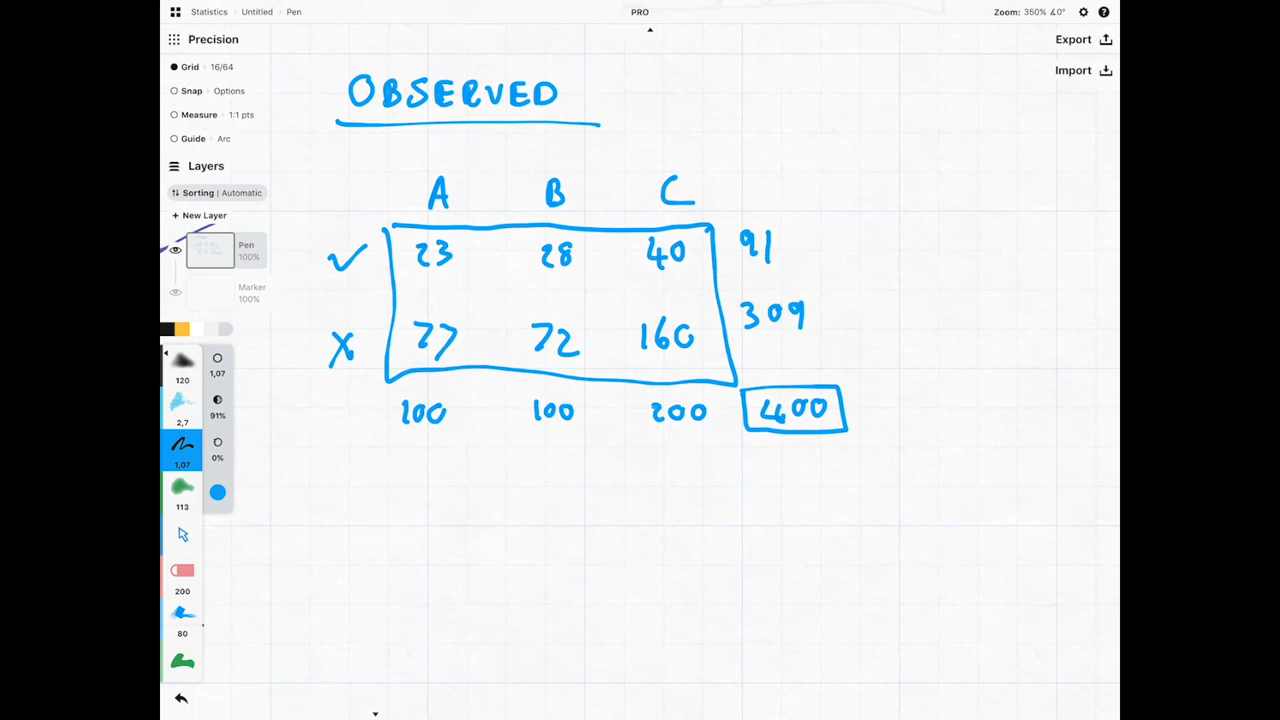 Statistics Untitled Pen
PRO
Zoom: 350% ∡0°
Precision
Export
Grid 16/64
Import
Snap Options
Measure 1:1 pts
Guide Arc
Layers
Sorting | Automatic
+ New Layer
Pen
100%
Marker
100%
120
2,7
1,07
113
200
80
1,07
91%
0%
OBSERVED
A B C
✓ 23 28 40 91
X 77 72 160 309
100 100 200 400